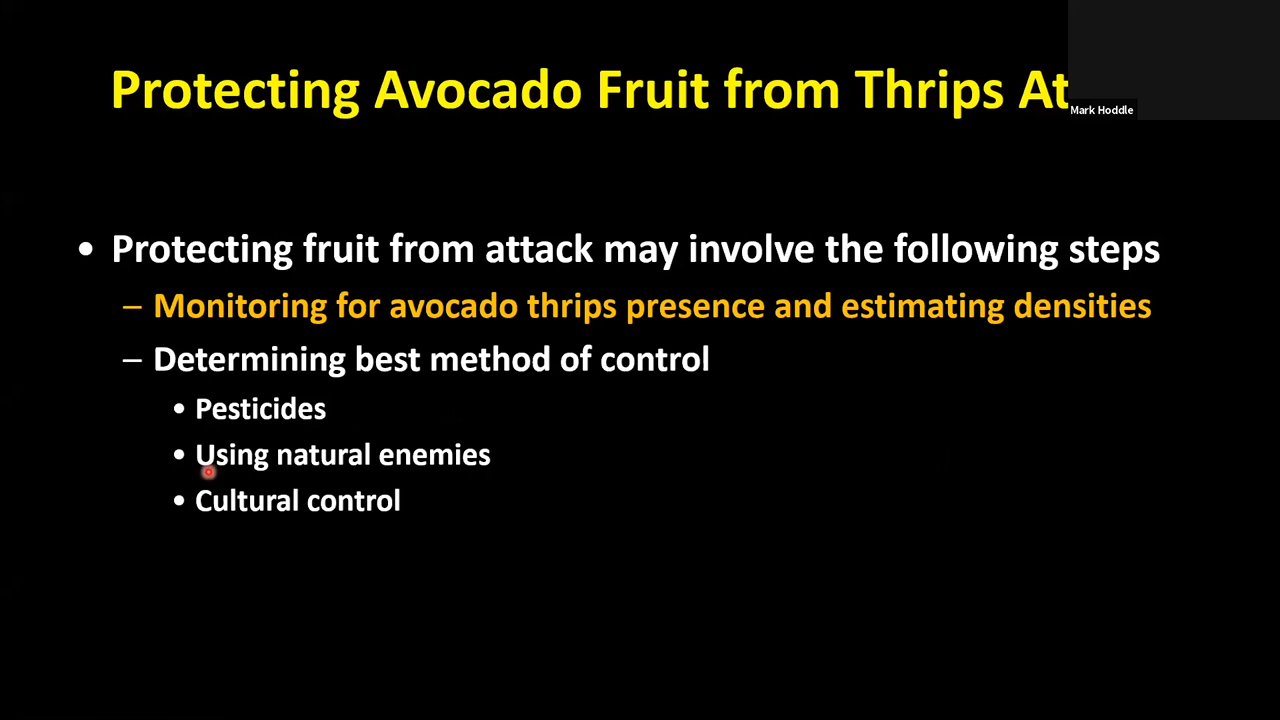 Protecting Avocado Fruit from Thrips At
Mark Hoddle
• Protecting fruit from attack may involve the following steps
– Monitoring for avocado thrips presence and estimating densities
– Determining best method of control
• Pesticides
• Using natural enemies
• Cultural control